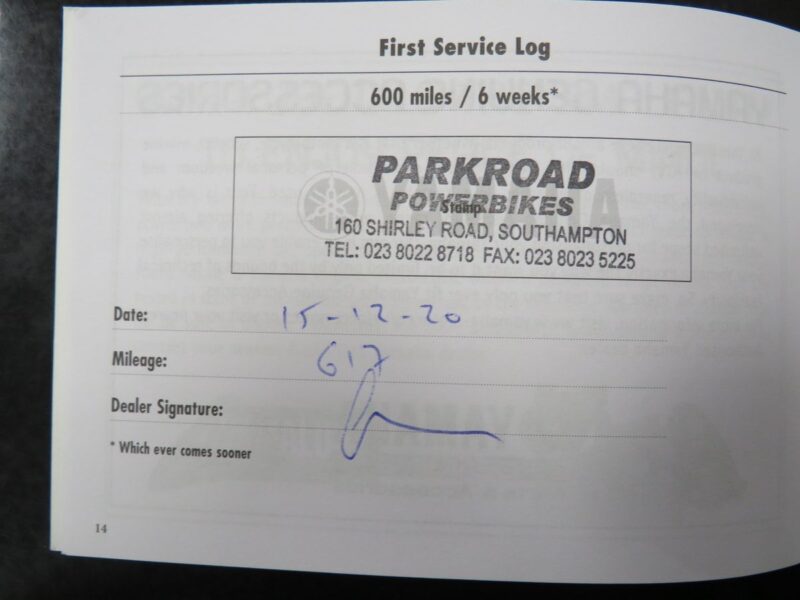 First Service Log
600 miles / 6 weeks*
PARKROAD
POWERBIKES
Stamp
160 SHIRLEY ROAD, SOUTHAMPTON
TEL: 023 8022 8718 FAX: 023 8023 5225
Date: 15-12-20
Mileage: 617
Dealer Signature:
* Which ever comes sooner
14